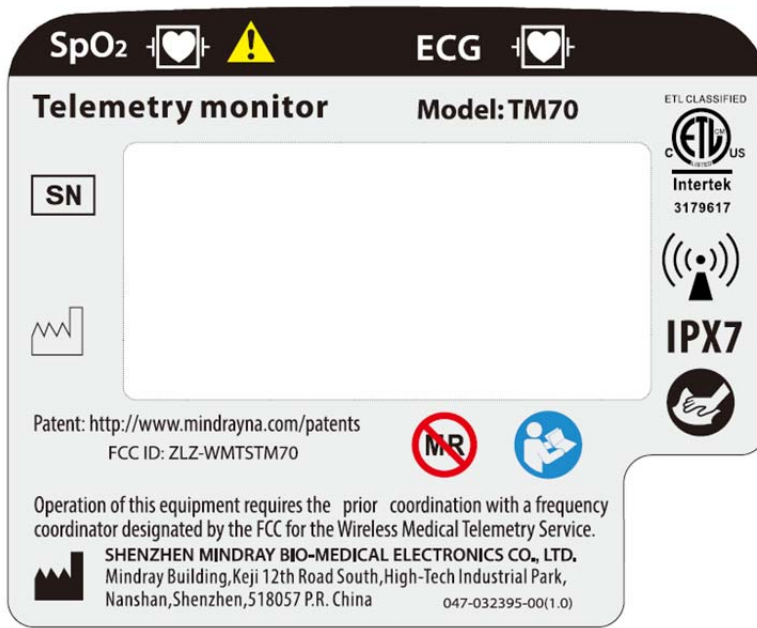 SpO₂ ECG
Telemetry monitor Model: TM70
ETL CLASSIFIED
ETL CM
LISTED
C US
Intertek
3179617
SN
IPX7
Patent: http://www.mindrayna.com/patents
FCC ID: ZLZ-WMTSTM70
MR
Operation of this equipment requires the prior coordination with a frequency
coordinator designated by the FCC for the Wireless Medical Telemetry Service.
SHENZHEN MINDRAY BIO-MEDICAL ELECTRONICS CO., LTD.
Mindray Building,Keji 12th Road South,High-Tech Industrial Park,
Nanshan,Shenzhen,518057 P.R. China 047-032395-00(1.0)